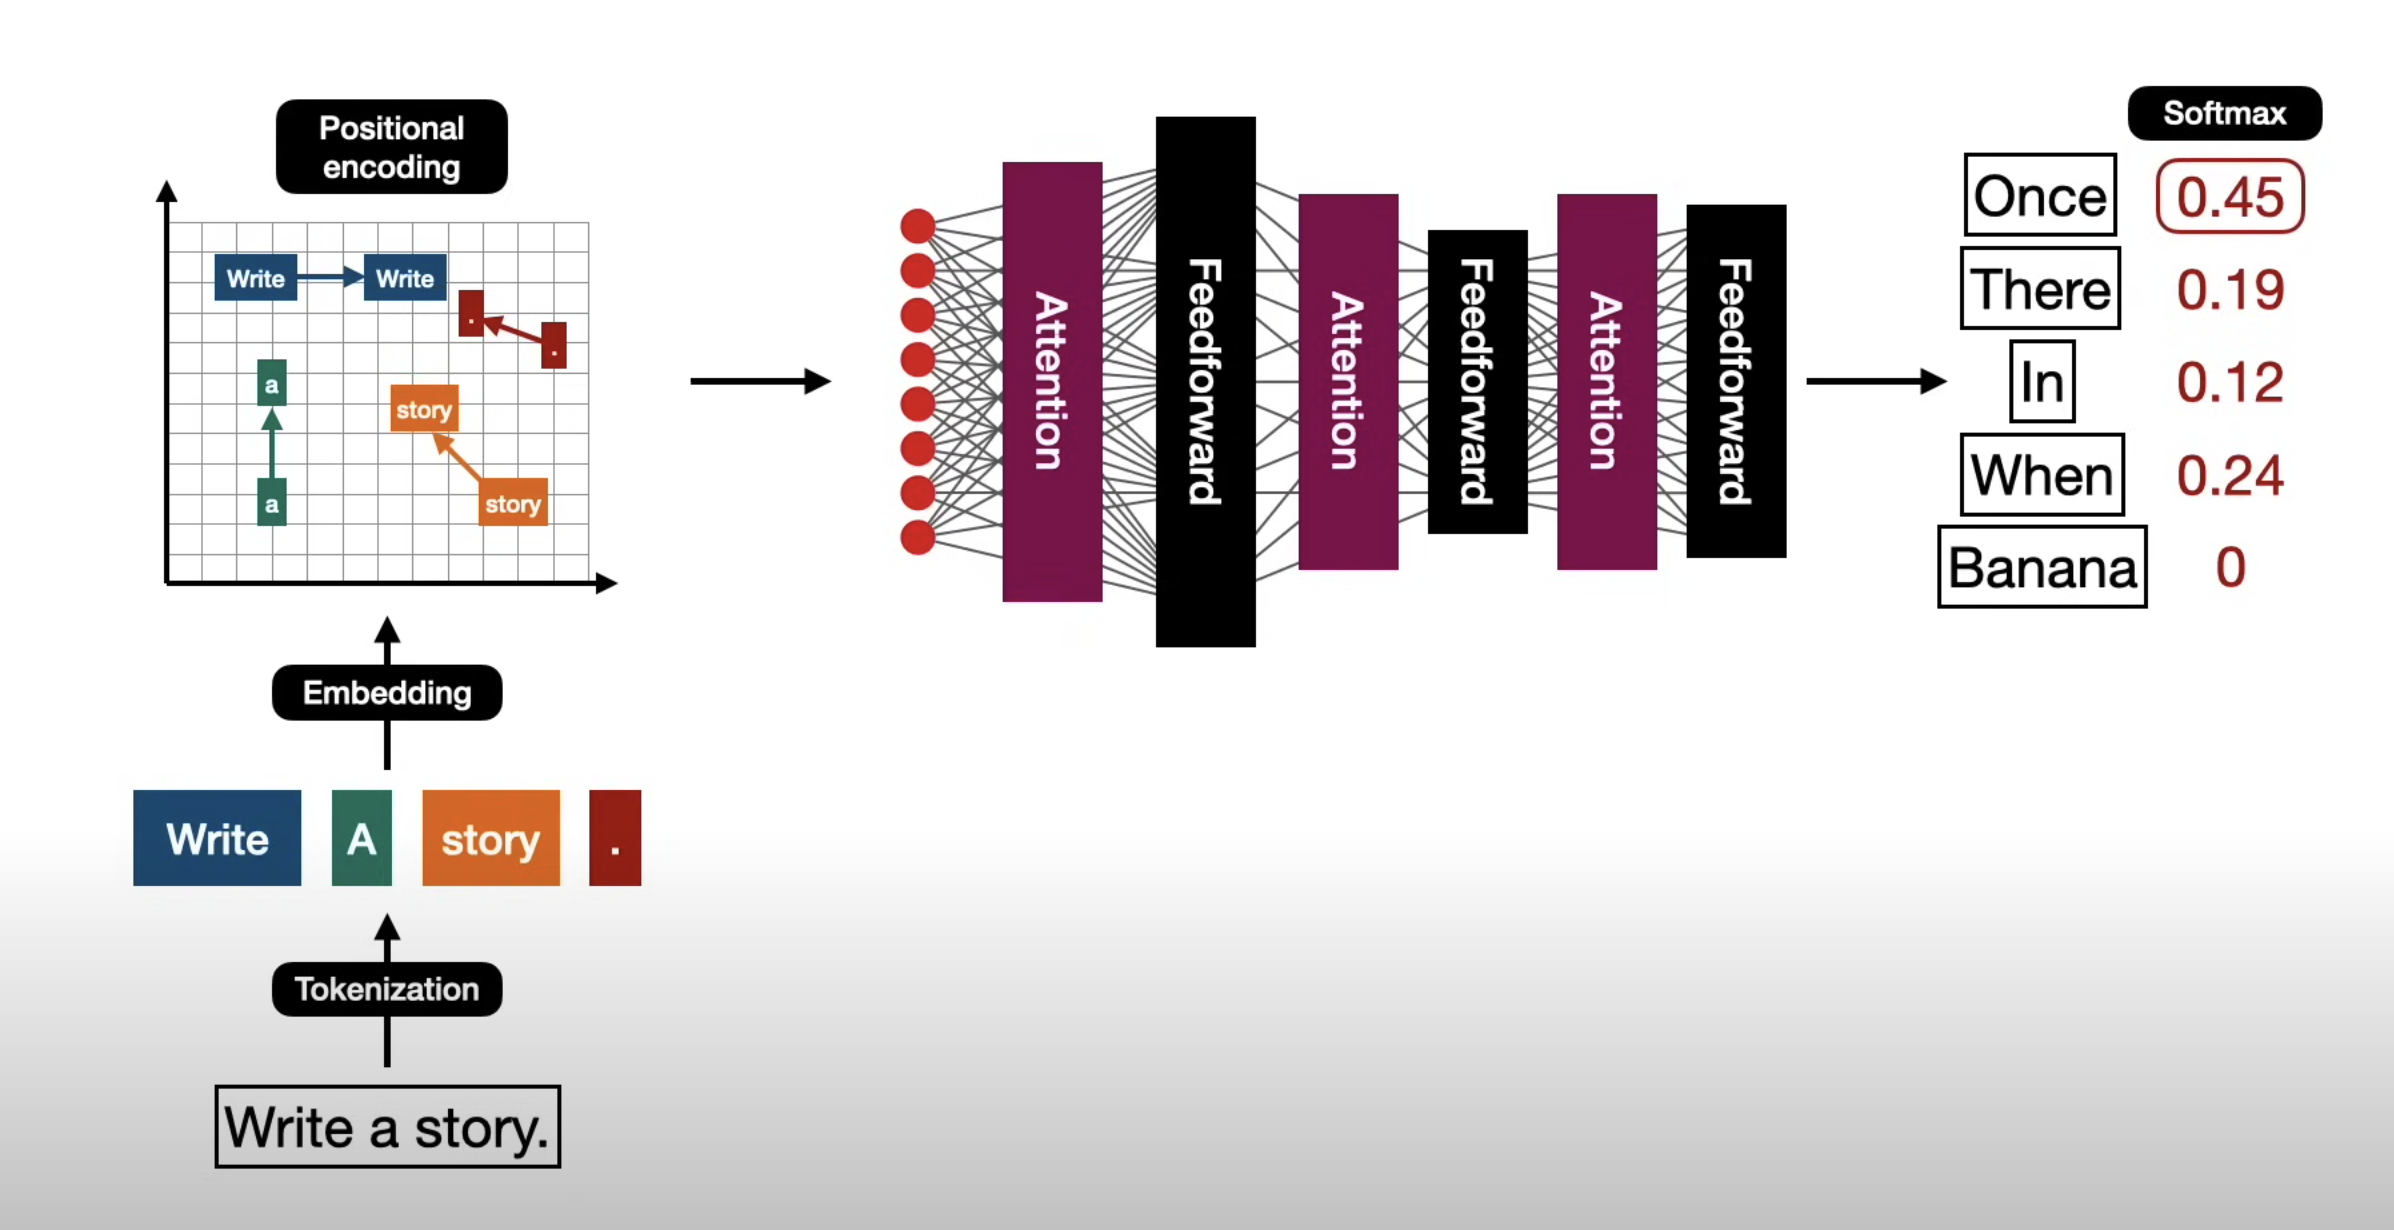 Positional
encoding
Write
Write
.
.
a
story
a
story
Embedding
Write
A
story
.
Tokenization
Write a story.
Attention
Feedforward
Attention
Feedforward
Attention
Feedforward
Softmax
Once 0.45
There 0.19
In 0.12
When 0.24
Banana 0